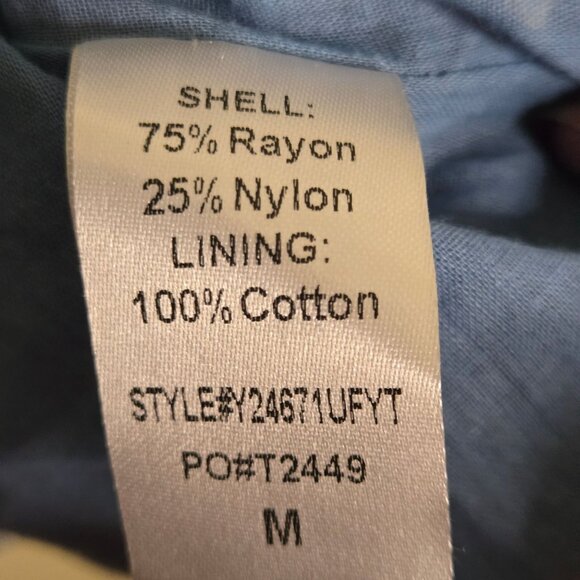 SHELL:
75% Rayon
25% Nylon
LINING:
100% Cotton
STYLE#Y24671UFYT
PO#T2449
M